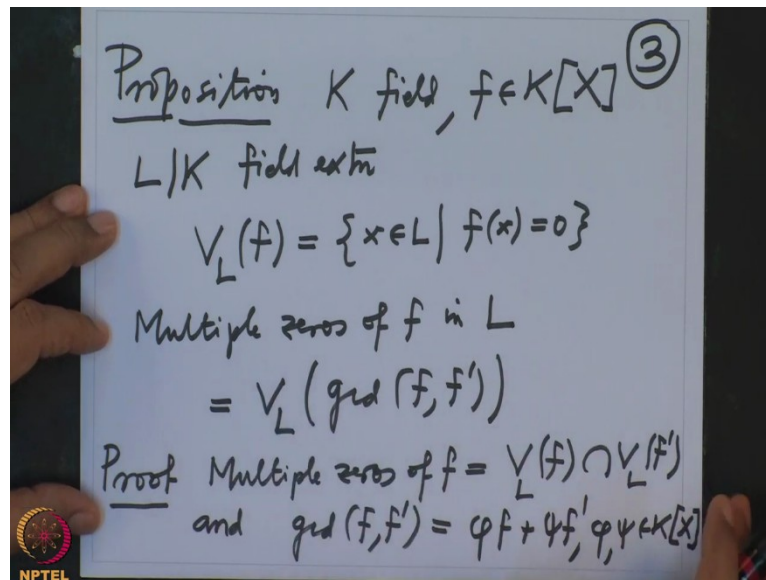 Proposition K field, f∈K[X] ③
L|K field extn
V_L(f) = {x∈L | f(x)=0}
Multiple zeros of f in L
= V_L(gcd(f,f'))
Proof Multiple zeros of f = V_L(f) ∩ V_L(f')
and gcd(f,f') = φf + ψf', φ,ψ∈K[X]
NPTEL